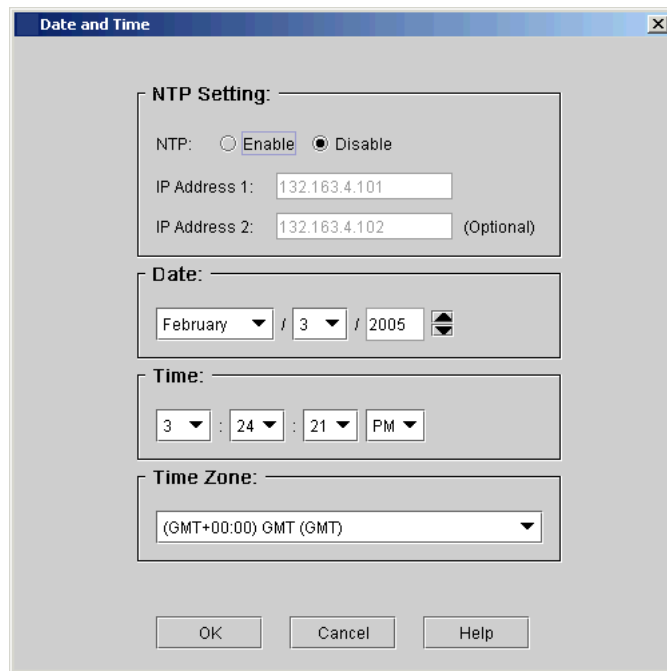 Date and Time
NTP Setting:
NTP: Enable Disable
IP Address 1: 132.163.4.101
IP Address 2: 132.163.4.102 (Optional)
Date:
February / 3 / 2005
Time:
3 : 24 : 21 PM
Time Zone:
(GMT+00:00) GMT (GMT)
OK Cancel Help